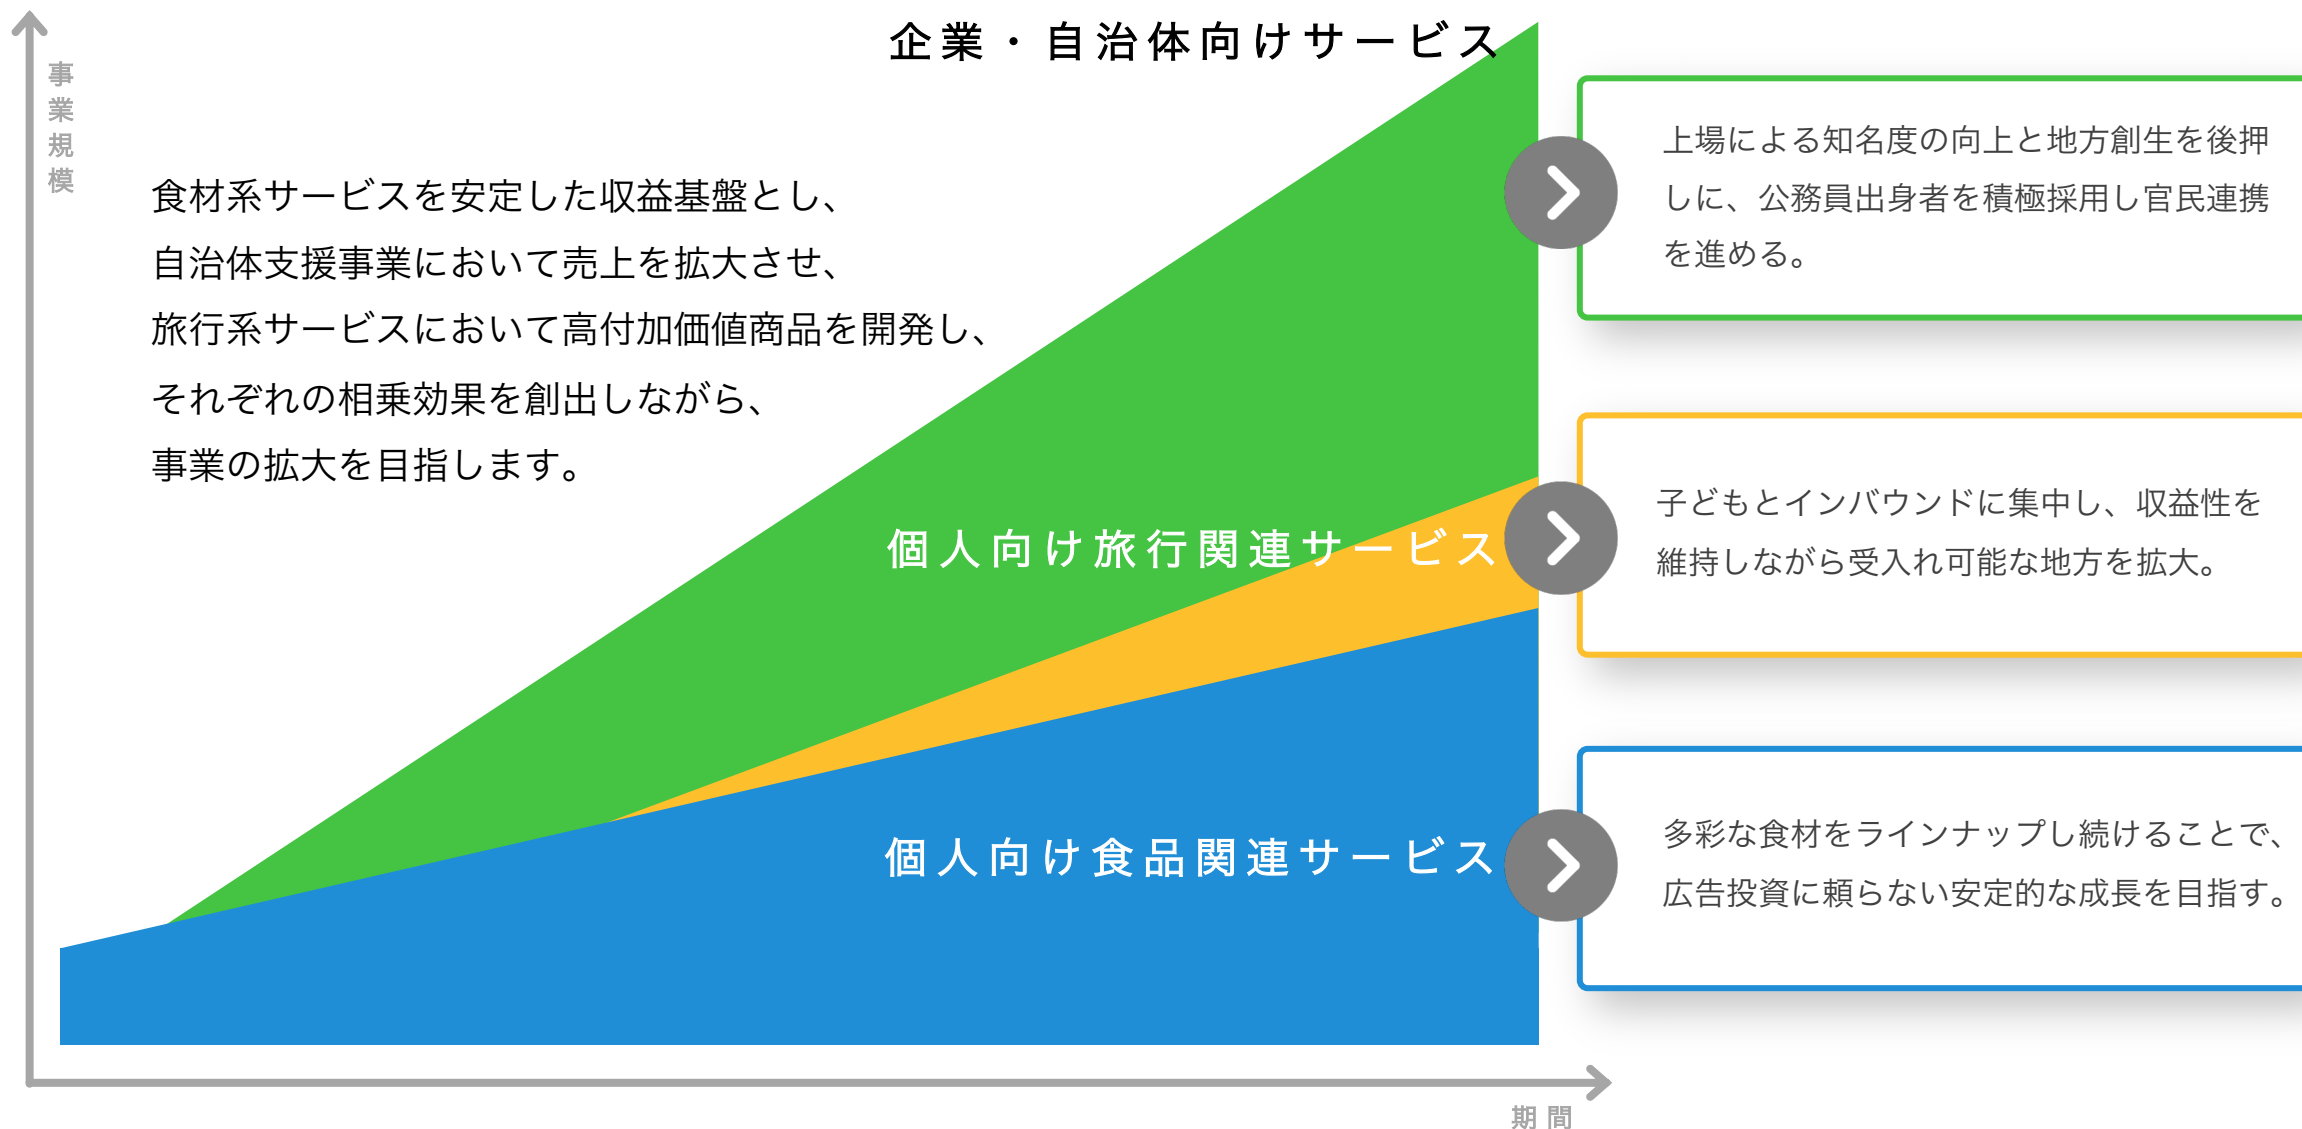 事業規模
企業・自治体向けサービス
食材系サービスを安定した収益基盤とし、
自治体支援事業において売上を拡大させ、
旅行系サービスにおいて高付加価値商品を開発し、
それぞれの相乗効果を創出しながら、
事業の拡大を目指します。
上場による知名度の向上と地方創生を後押
しに、公務員出身者を積極採用し官民連携
を進める。
個人向け旅行関連サービス
子どもとインバウンドに集中し、収益性を
維持しながら受入れ可能な地方を拡大。
個人向け食品関連サービス
多彩な食材をラインナップし続けることで、
広告投資に頼らない安定的な成長を目指す。
期間